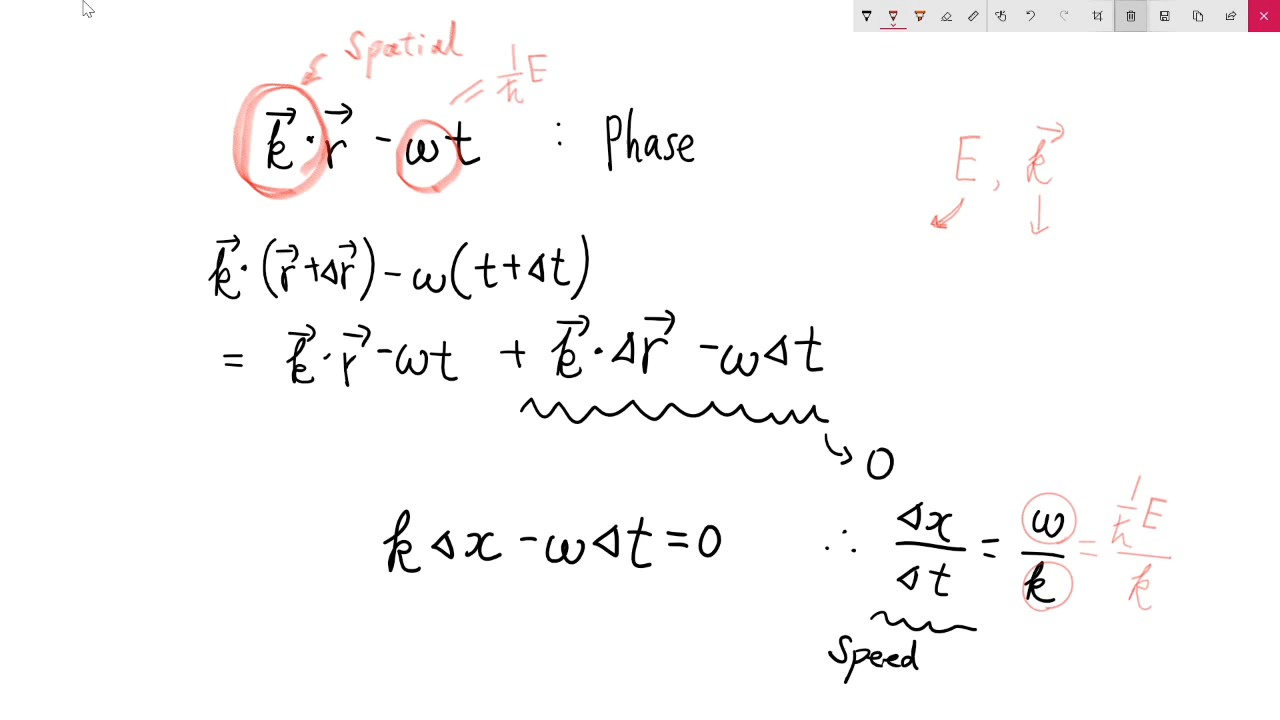 Spatial
= 1/ħ E
k⃗·r⃗ - ωt : Phase
E, k⃗
k⃗·(r⃗+Δr⃗) - ω(t+Δt)
= k⃗·r⃗ - ωt + k⃗·Δr⃗ - ωΔt
→ 0
kΔx - ωΔt = 0 ∴ Δx/Δt = ω/k = (1/ħ E)/k
Speed